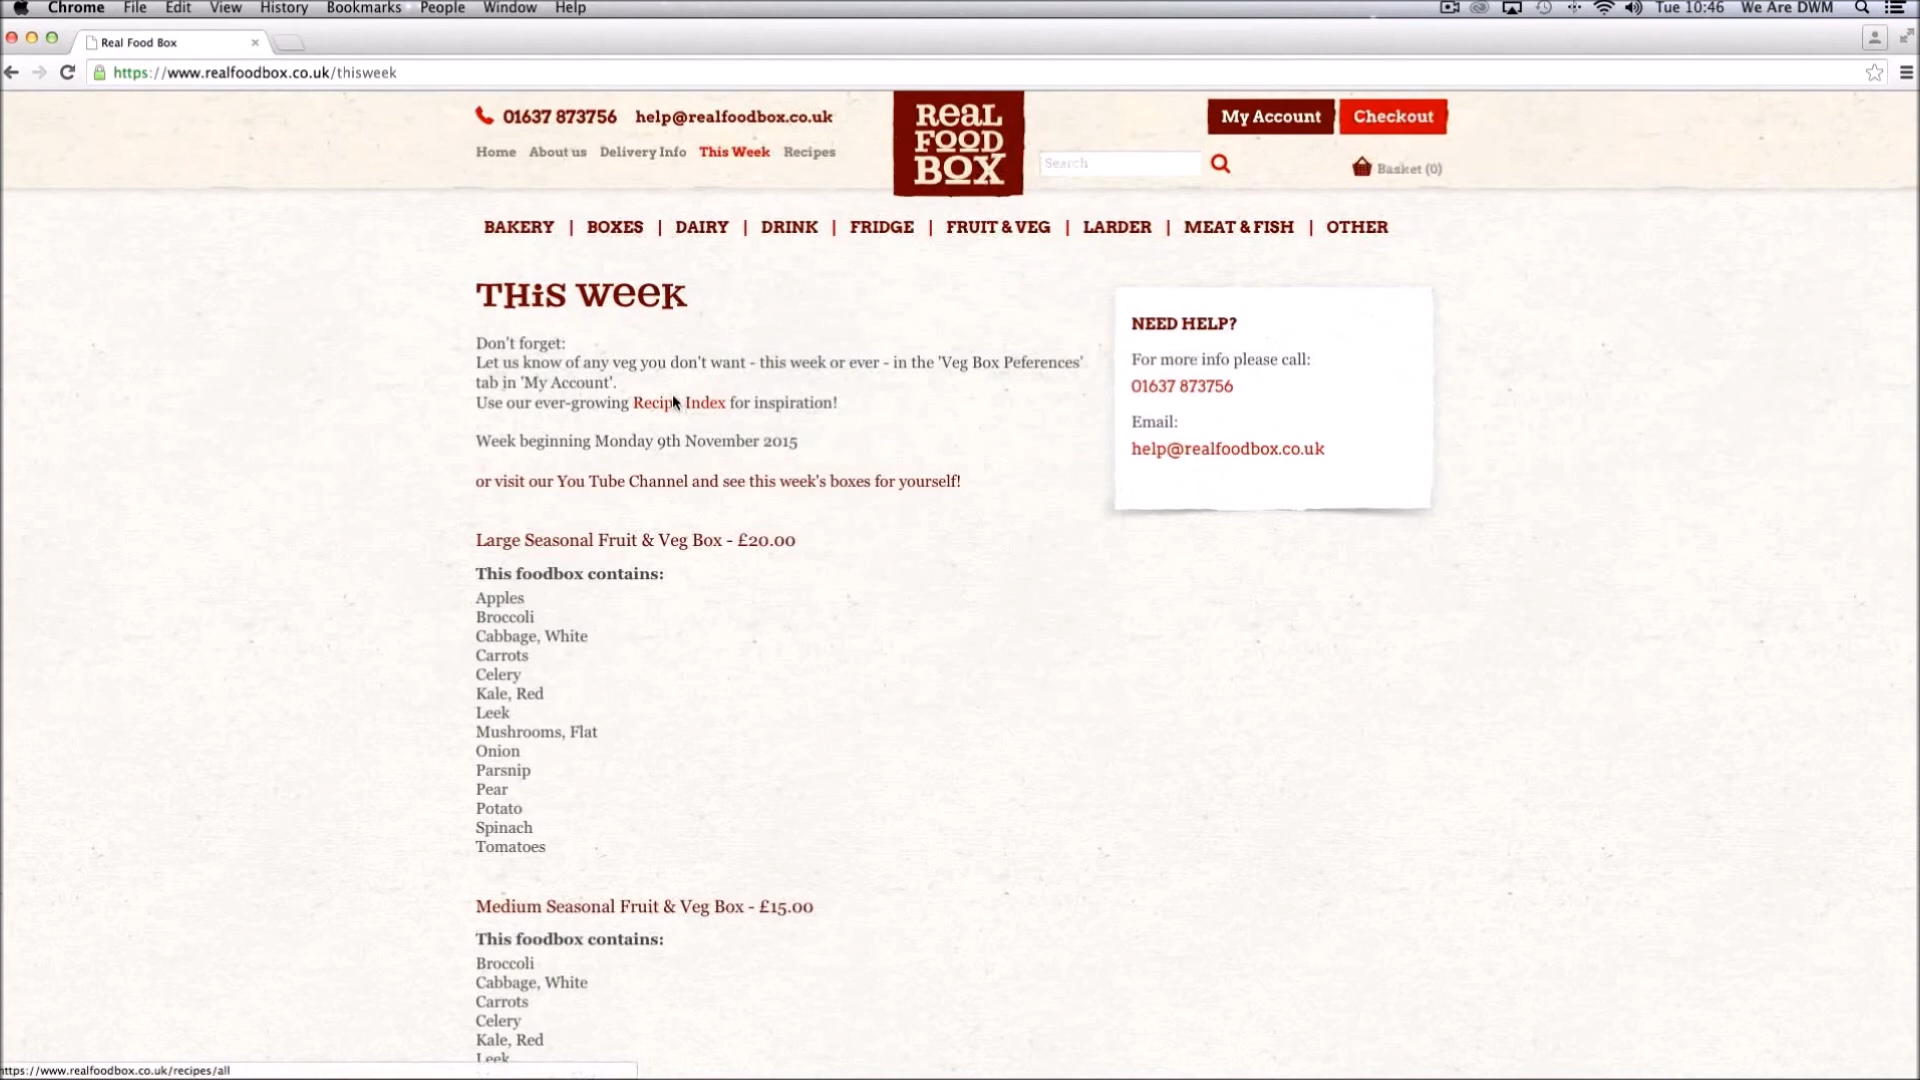 Chrome File Edit View History Bookmarks People Window Help Tue 10:46 We Are DWM
Real Food Box
https://www.realfoodbox.co.uk/thisweek
01637 873756 help@realfoodbox.co.uk
Home About us Delivery Info This Week Recipes
REAL
FOOD
BOX
My Account Checkout
Search
Basket (0)
BAKERY | BOXES | DAIRY | DRINK | FRIDGE | FRUIT & VEG | LARDER | MEAT & FISH | OTHER
THiS WEEK
Don't forget:
Let us know of any veg you don't want - this week or ever - in the 'Veg Box Peferences'
tab in 'My Account'.
Use our ever-growing Recipe Index for inspiration!
Week beginning Monday 9th November 2015
or visit our You Tube Channel and see this week's boxes for yourself!
Large Seasonal Fruit & Veg Box - £20.00
This foodbox contains:
Apples
Broccoli
Cabbage, White
Carrots
Celery
Kale, Red
Leek
Mushrooms, Flat
Onion
Parsnip
Pear
Potato
Spinach
Tomatoes
Medium Seasonal Fruit & Veg Box - £15.00
This foodbox contains:
Broccoli
Cabbage, White
Carrots
Celery
Kale, Red
Leek
NEED HELP?
For more info please call:
01637 873756
Email:
help@realfoodbox.co.uk
https://www.realfoodbox.co.uk/recipes/all